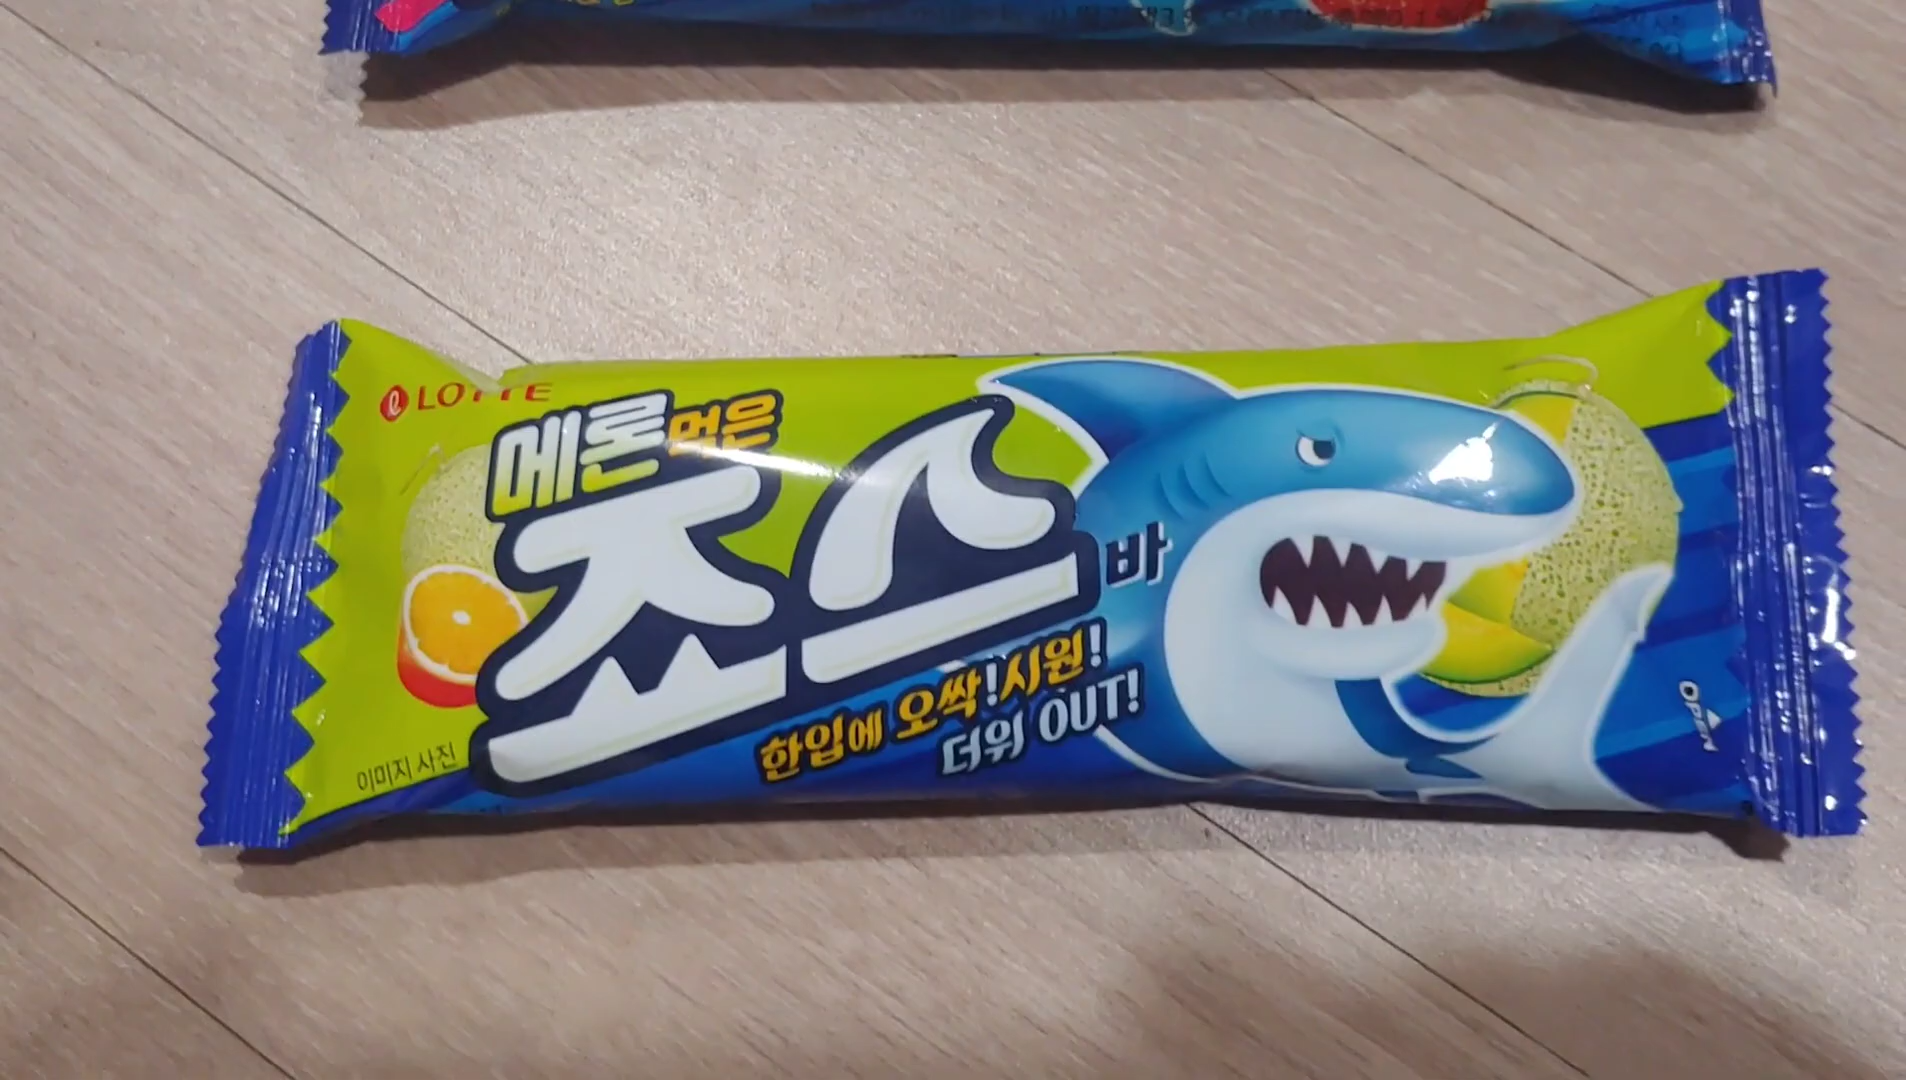 LOTTE
메론 먹은
죠스
바
한입에 오싹! 시원!
더위 OUT!
이미지 사진
OPEN